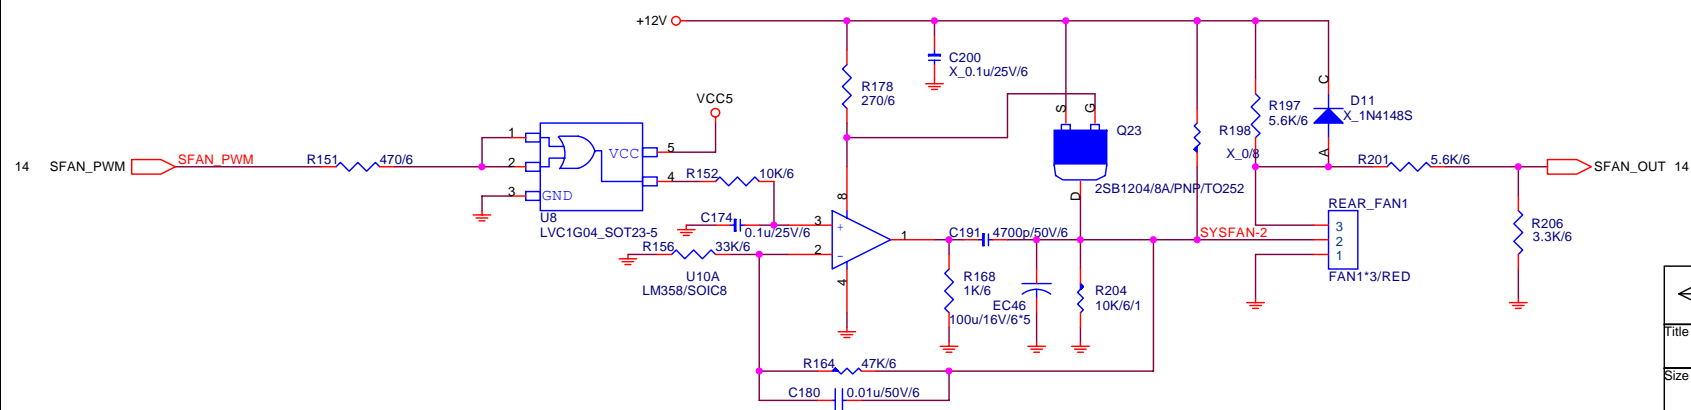 +12V
C200
X_0.1u/25V/6
R178
270/6
VCC5
S
G
Q23
2SB1204/8A/PNP/TO252
D
R197
5.6K/6
R198
X_0/8
C
D11
X_1N4148S
A
14 SFAN_PWM
SFAN_PWM
R151 470/6
1
2
3
VCC
GND
5
4
U8
LVC1G04_SOT23-5
R152 10K/6
C174
0.1u/25V/6
R156 33K/6
U10A
LM358/SOIC8
8
3
+
2
-
1
4
C191 4700p/50V/6
R168
1K/6
EC46
100u/16V/6*5
R204
10K/6/1
SYSFAN-2
R201 5.6K/6
SFAN_OUT 14
REAR_FAN1
3
2
1
FAN1*3/RED
R206
3.3K/6
R164 47K/6
C180 0.01u/50V/6
Title
Size